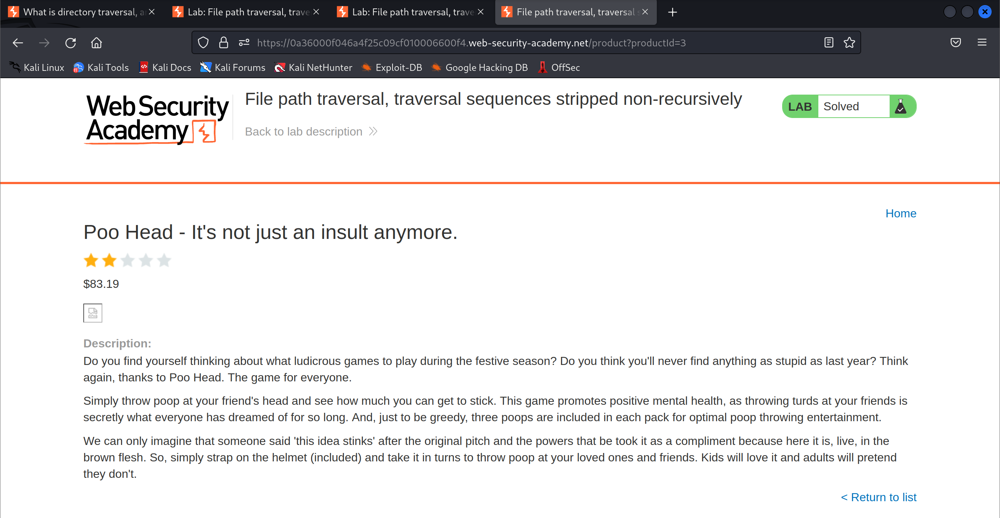 What is directory traversal, a
Lab: File path traversal, trave
Lab: File path traversal, trave
File path traversal, traversal s
https://0a36000f046a4f25c09cf010006600f4.web-security-academy.net/product?productId=3
Kali Linux
Kali Tools
Kali Docs
Kali Forums
Kali NetHunter
Exploit-DB
Google Hacking DB
OffSec
Web Security
Academy
File path traversal, traversal sequences stripped non-recursively
Back to lab description
LAB Solved
Home
Poo Head - It's not just an insult anymore.
$83.19
Description:
Do you find yourself thinking about what ludicrous games to play during the festive season? Do you think you'll never find anything as stupid as last year? Think
again, thanks to Poo Head. The game for everyone.
Simply throw poop at your friend's head and see how much you can get to stick. This game promotes positive mental health, as throwing turds at your friends is
secretly what everyone has dreamed of for so long. And, just to be greedy, three poops are included in each pack for optimal poop throwing entertainment.
We can only imagine that someone said 'this idea stinks' after the original pitch and the powers that be took it as a compliment because here it is, live, in the
brown flesh. So, simply strap on the helmet (included) and take it in turns to throw poop at your loved ones and friends. Kids will love it and adults will pretend
they don't.
< Return to list